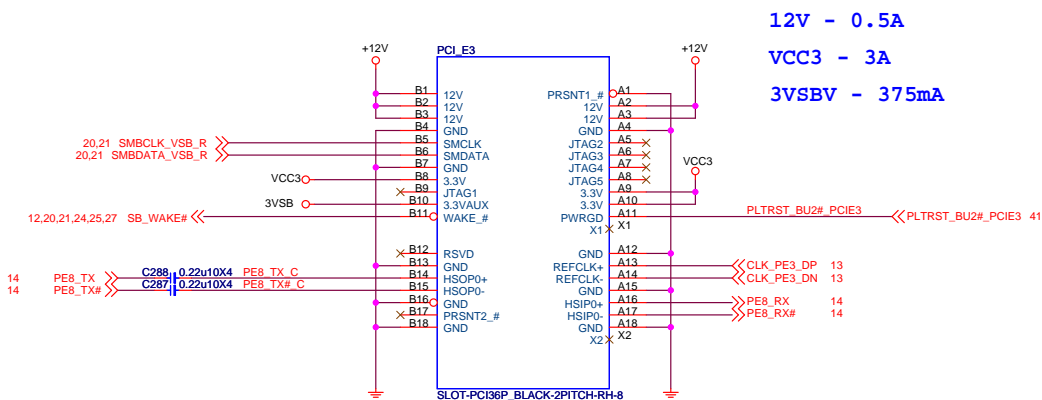 12V - 0.5A
VCC3 - 3A
3VSBV - 375mA
+12V PCI_E3 +12V
B1 12V PRSNT1_# A1
B2 12V 12V A2
B3 12V 12V A3
B4 GND GND A4
20,21 SMBCLK_VSB_R B5 SMCLK JTAG2 A5
20,21 SMBDATA_VSB_R B6 SMDATA JTAG3 A6
B7 GND JTAG4 A7 VCC3
VCC3 B8 3.3V JTAG5 A8
B9 JTAG1 3.3V A9
3VSB B10 3.3VAUX 3.3V A10
12,20,21,24,25,27 SB_WAKE# B11 WAKE_# PWRGD A11 PLTRST_BU2#_PCIE3 PLTRST_BU2#_PCIE3 41
X1 X1
B12 RSVD GND A12
B13 GND REFCLK+ A13 CLK_PE3_DP 13
14 PE8_TX C288 0.22u10X4 PE8_TX_C B14 HSOP0+ REFCLK- A14 CLK_PE3_DN 13
14 PE8_TX# C287 0.22u10X4 PE8_TX#_C B15 HSOP0- GND A15
B16 GND HSIP0+ A16 PE8_RX 14
B17 PRSNT2_# HSIP0- A17 PE8_RX# 14
B18 GND GND A18
X2 X2
SLOT-PCI36P_BLACK-2PITCH-RH-8